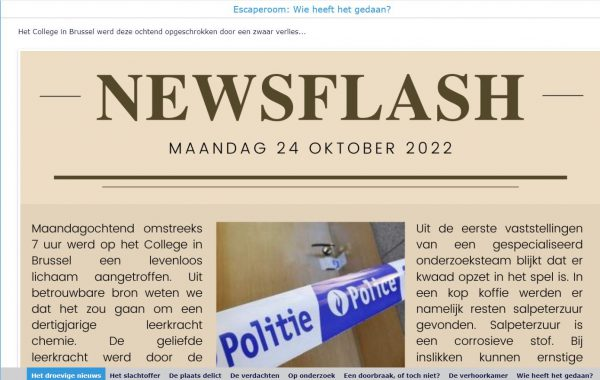 Escaperoom: Wie heeft het gedaan?
Het College in Brussel werd deze ochtend opgeschrokken door een zwaar verlies...
NEWSFLASH
MAANDAG 24 OKTOBER 2022
Maandagochtend omstreeks
7 uur werd op het College in
Brussel een levenloos
lichaam aangetroffen. Uit
betrouwbare bron weten we
dat het zou gaan om een
dertigjarige leerkracht
chemie. De geliefde
leerkracht werd door de
Politie Police
Uit de eerste vaststellingen
van een gespecialiseerd
onderzoeksteam blijkt dat er
kwaad opzet in het spel is. In
een kop koffie werden er
namelijk resten salpeterzuur
gevonden. Salpeterzuur is
een corrosieve stof. Bij
inslikken kunnen ernstige
Het droevige nieuws Het slachtoffer De plaats delict De verdachten Op onderzoek Een doorbraak, of toch niet? De verhoorkamer Wie heeft het gedaan?